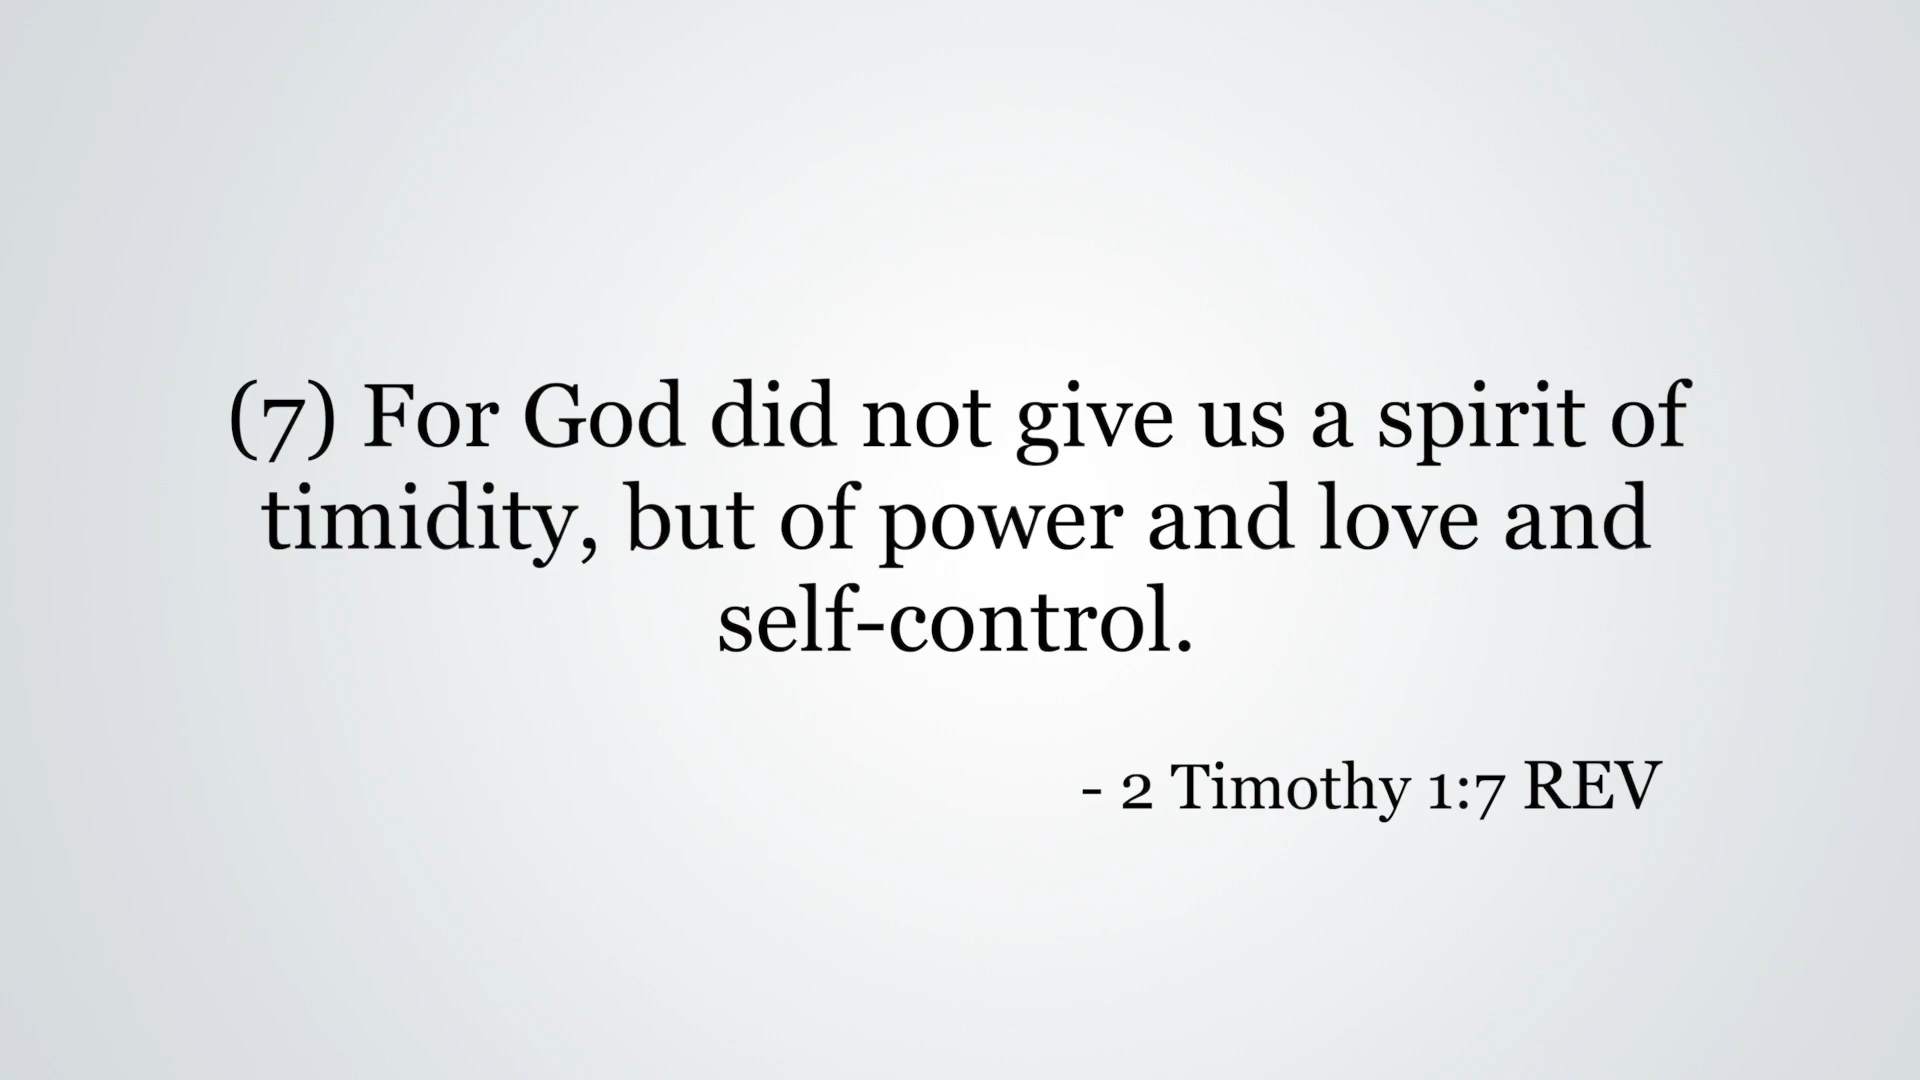 (7) For God did not give us a spirit of
timidity, but of power and love and
self-control.
- 2 Timothy 1:7 REV